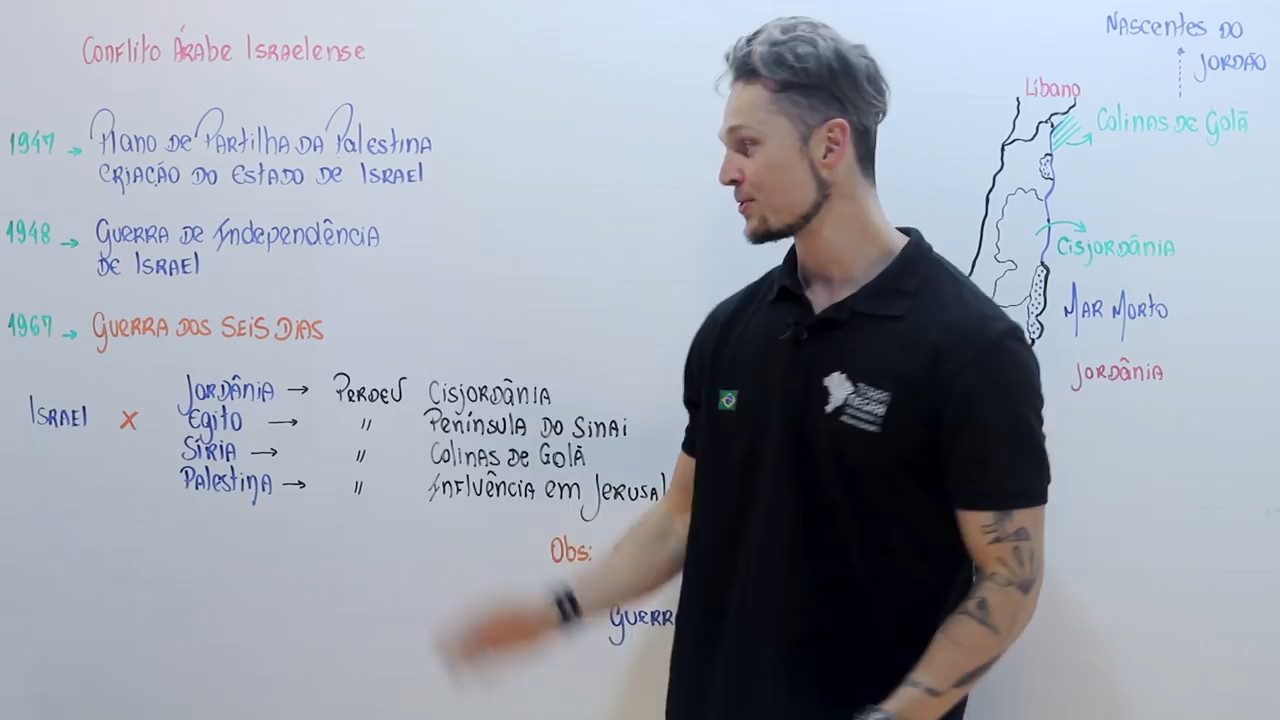 Conflito Árabe Israelense
1947 → Plano de Partilha da Palestina
Criação do Estado de Israel
1948 → Guerra de Independência
de Israel
1967 → Guerra dos Seis Dias
Israel X
Jordânia → Perdeu Cisjordânia
Egito → " Península do Sinai
Síria → " Colinas de Golã
Palestina → " Influência em Jerusal
Obs:
Guerr
Nascentes do
Jordão
Líbano
Colinas de Golã
Cisjordânia
Mar Morto
Jordânia